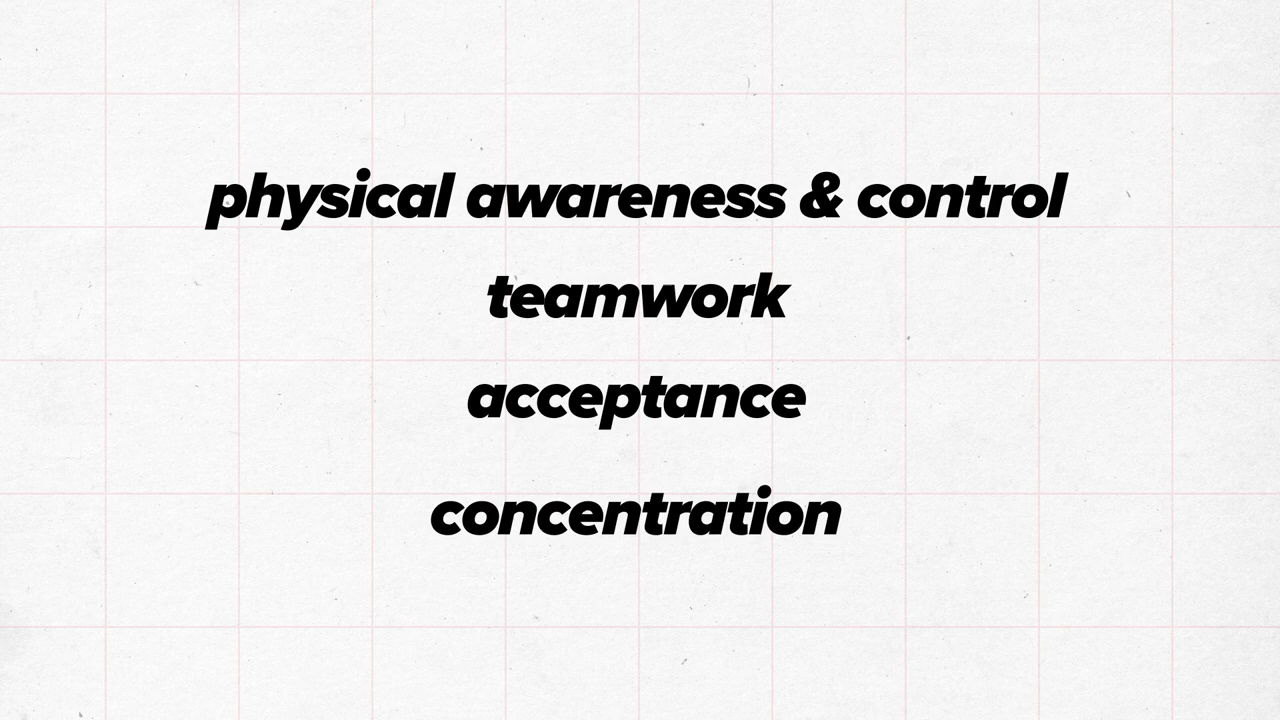 physical awareness & control
teamwork
acceptance
concentration